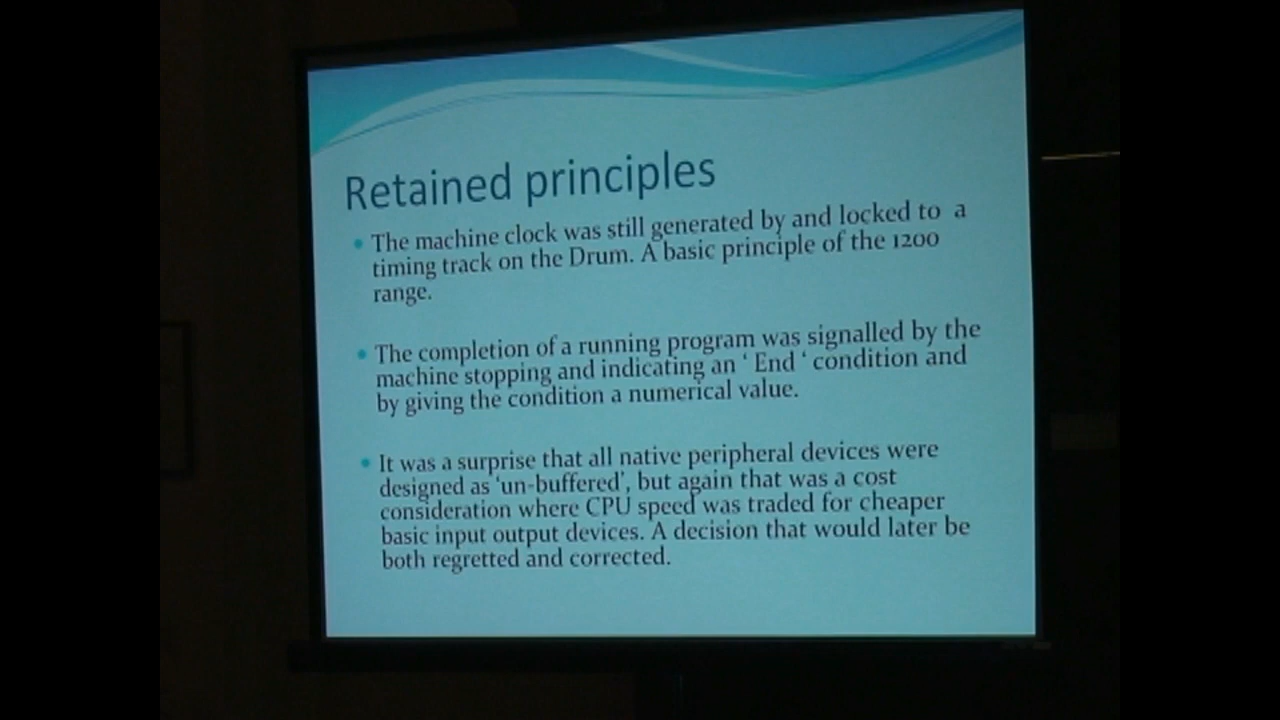 Retained principles
• The machine clock was still generated by and locked to a
timing track on the Drum. A basic principle of the 1200
range.
• The completion of a running program was signalled by the
machine stopping and indicating an ‘ End ‘ condition and
by giving the condition a numerical value.
• It was a surprise that all native peripheral devices were
designed as ‘un-buffered’, but again that was a cost
consideration where CPU speed was traded for cheaper
basic input output devices. A decision that would later be
both regretted and corrected.